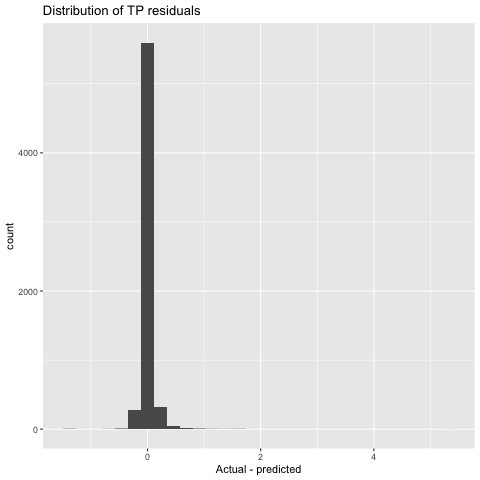 Distribution of TP residuals
4000
2000
0
count
0
2
4
Actual - predicted